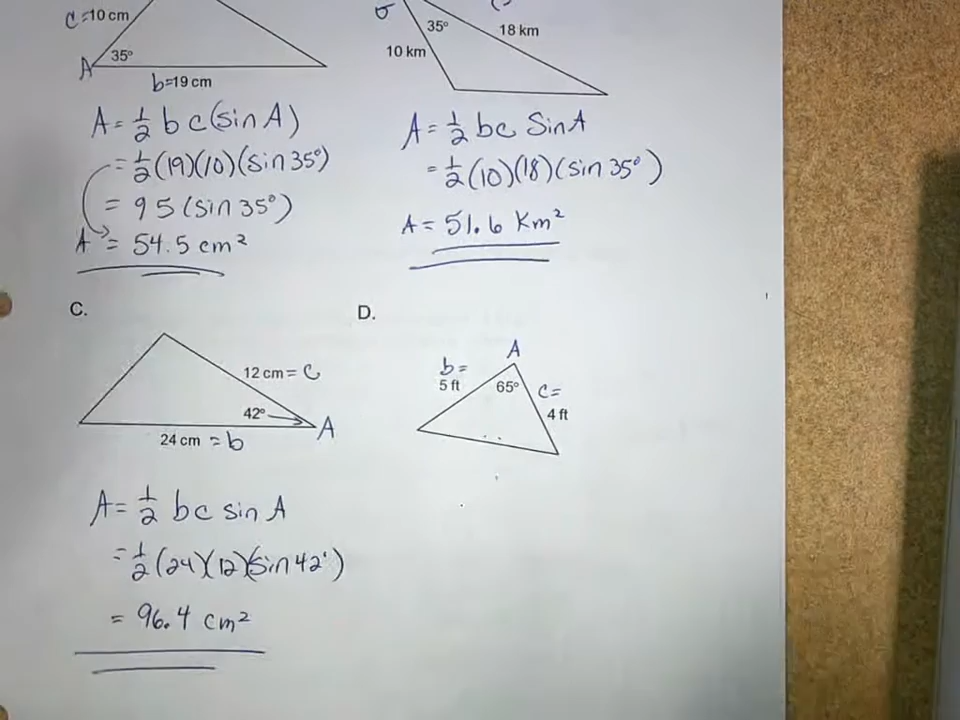 c=10 cm
35°
A
b=19 cm
35°
18 km
10 km
A = 1/2 b c (sin A)
= 1/2 (19)(10)(sin 35°)
= 95 (sin 35°)
A = 54.5 cm²
A = 1/2 bc Sin A
= 1/2 (10)(18)(sin 35°)
A = 51.6 Km²
C.
12 cm = C
42°
A
24 cm = b
D.
A
b=
5 ft
65°
C=
4 ft
A = 1/2 bc sin A
= 1/2 (24)(12)(sin 42°)
= 96.4 cm²